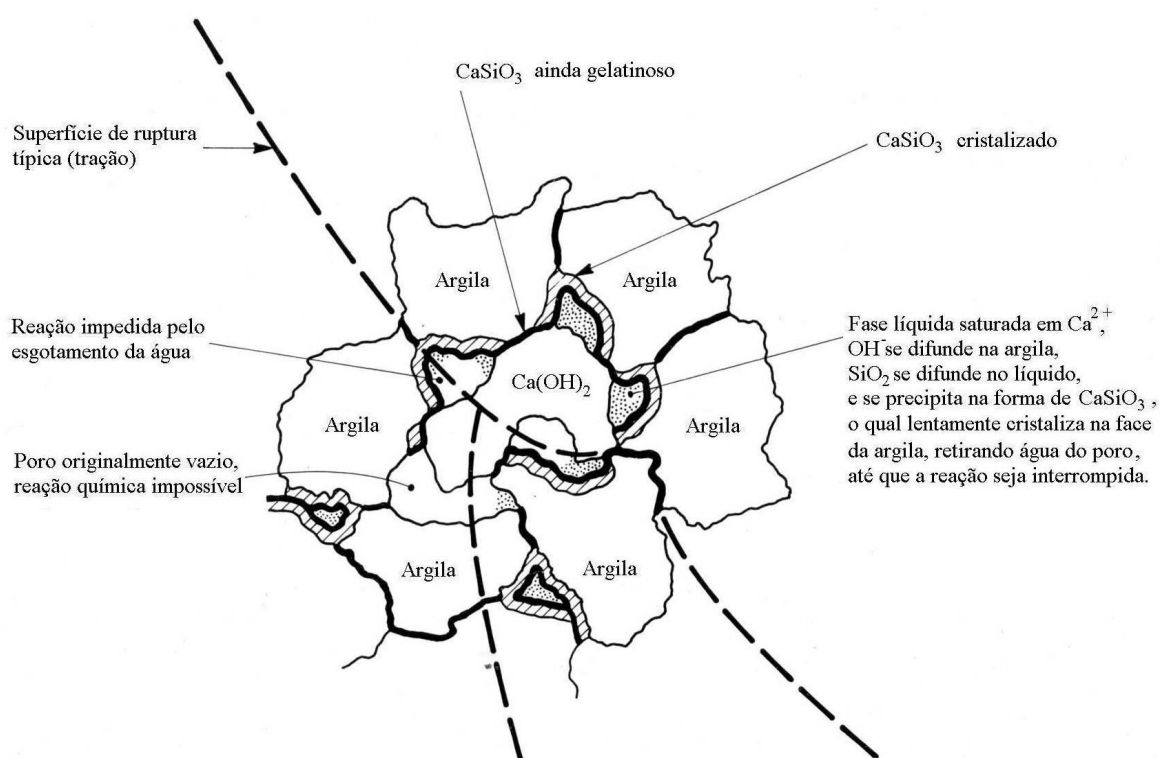 CaSiO3 ainda gelatinoso
Superfície de ruptura
típica (tração)
CaSiO3 cristalizado
Argila
Argila
Reação impedida pelo
esgotamento da água
Fase líquida saturada em Ca2+,
OH- se difunde na argila,
SiO2 se difunde no líquido,
e se precipita na forma de CaSiO3 ,
o qual lentamente cristaliza na face
da argila, retirando água do poro,
até que a reação seja interrompida.
Ca(OH)2
Argila
Argila
Poro originalmente vazio,
reação química impossível
Argila
Argila